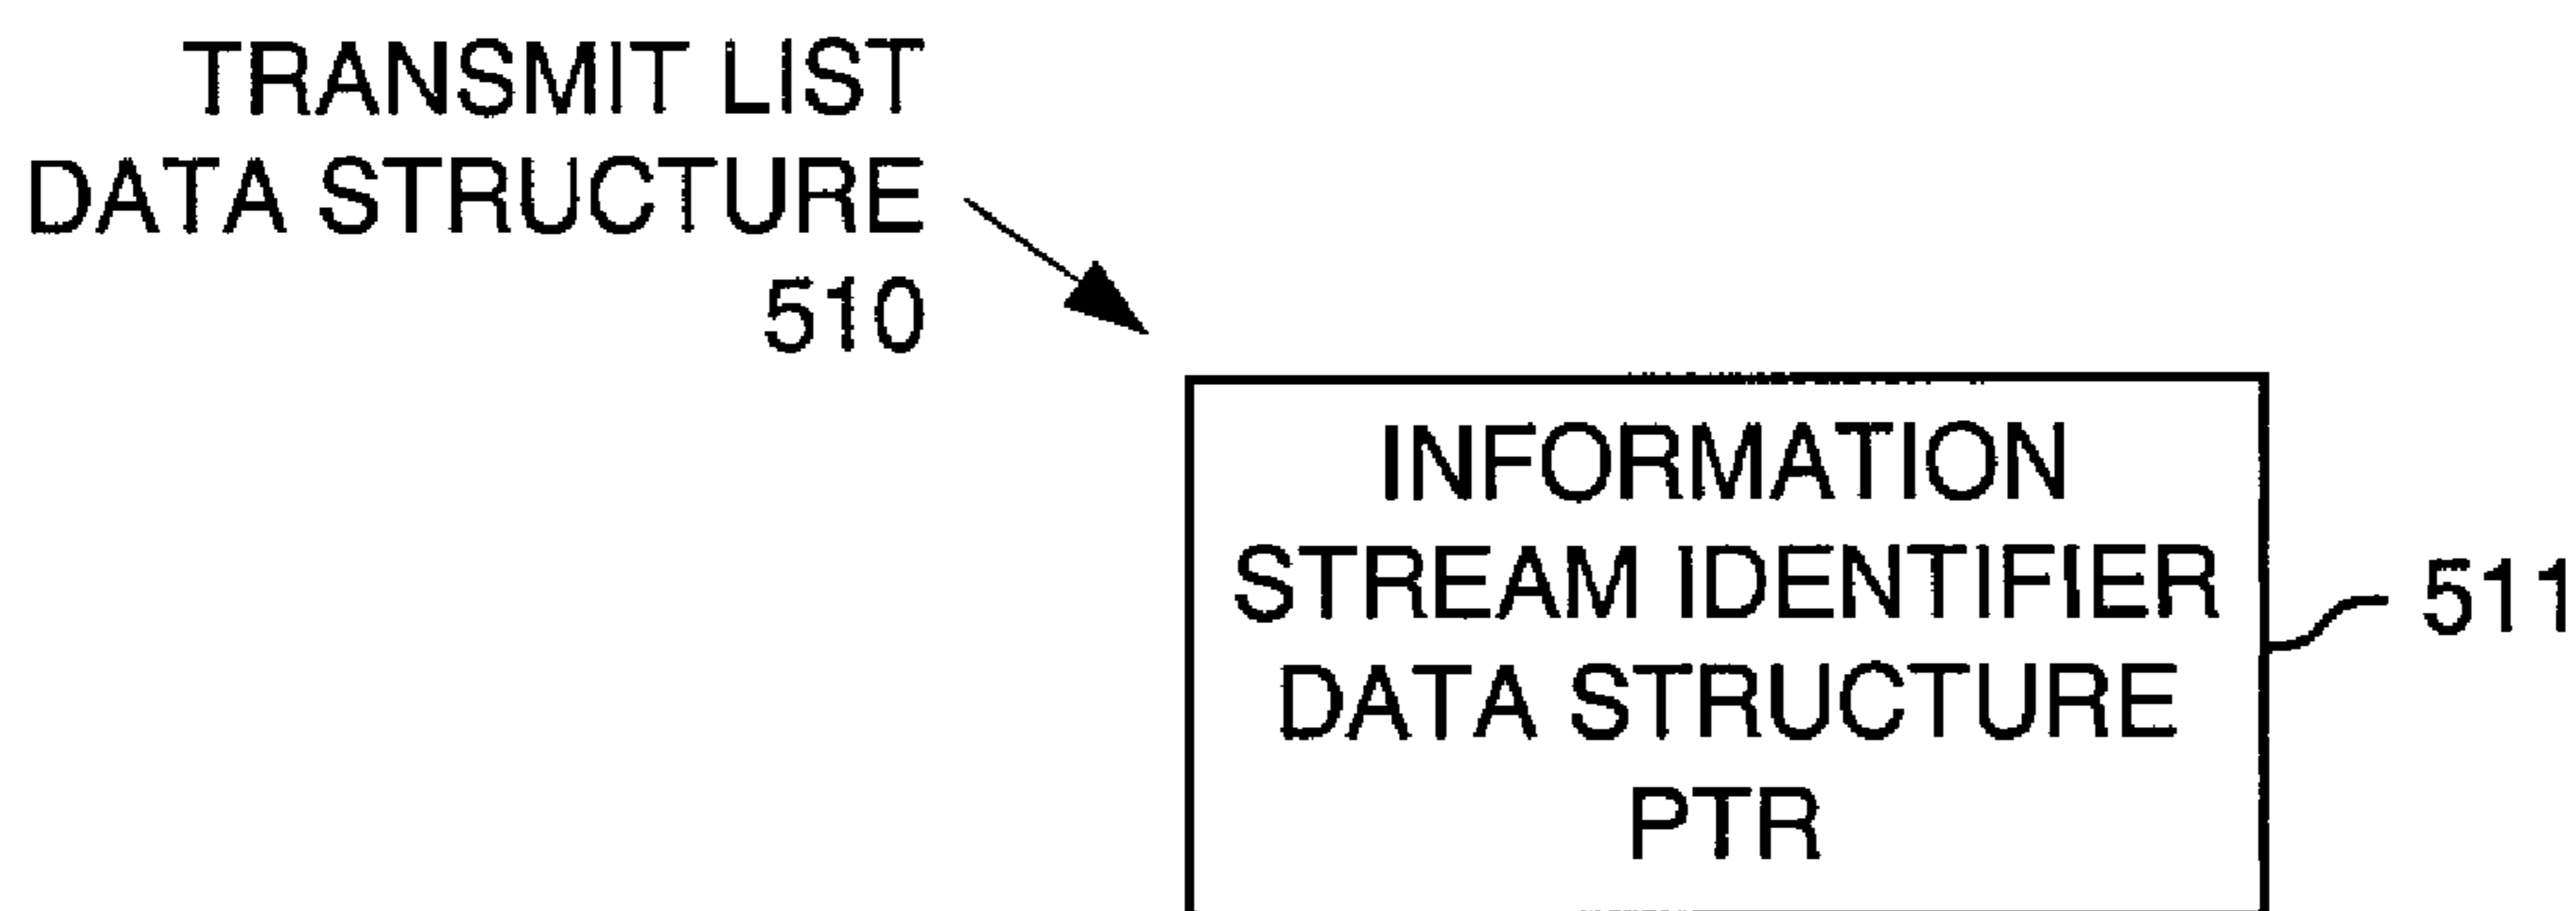 TRANSMIT LIST
DATA STRUCTURE
510
INFORMATION
STREAM IDENTIFIER
DATA STRUCTURE
PTR
511